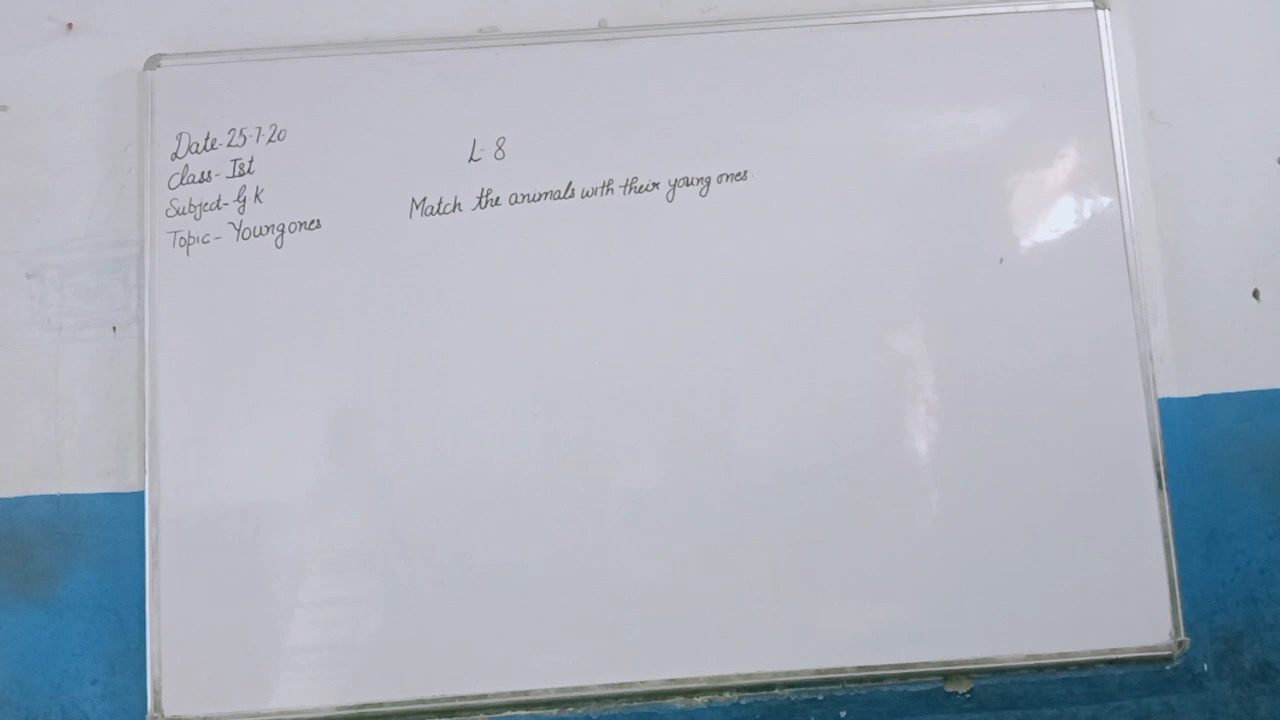 Date-25.7.20
Class-Ist
Subject-G.K
Topic-Young ones
L-8
Match the animals with their young ones.